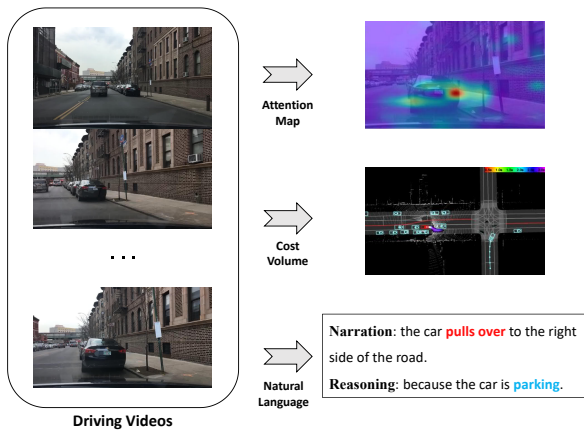 Attention
Map
Cost
Volume
. . .
Narration: the car pulls over to the right
side of the road.
Reasoning: because the car is parking.
Natural
Language
Driving Videos